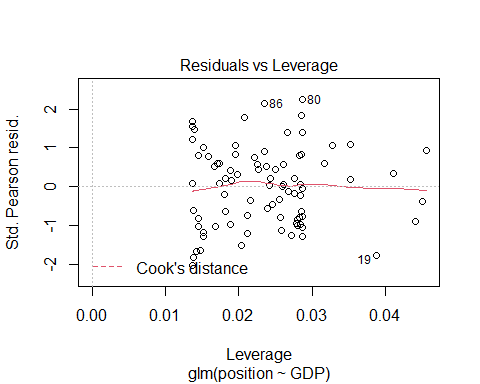 Residuals vs Leverage
Std. Pearson resid.
2
1
0
-1
-2
86
80
19
Cook's distance
0.00 0.01 0.02 0.03 0.04
Leverage
glm(position ~ GDP)